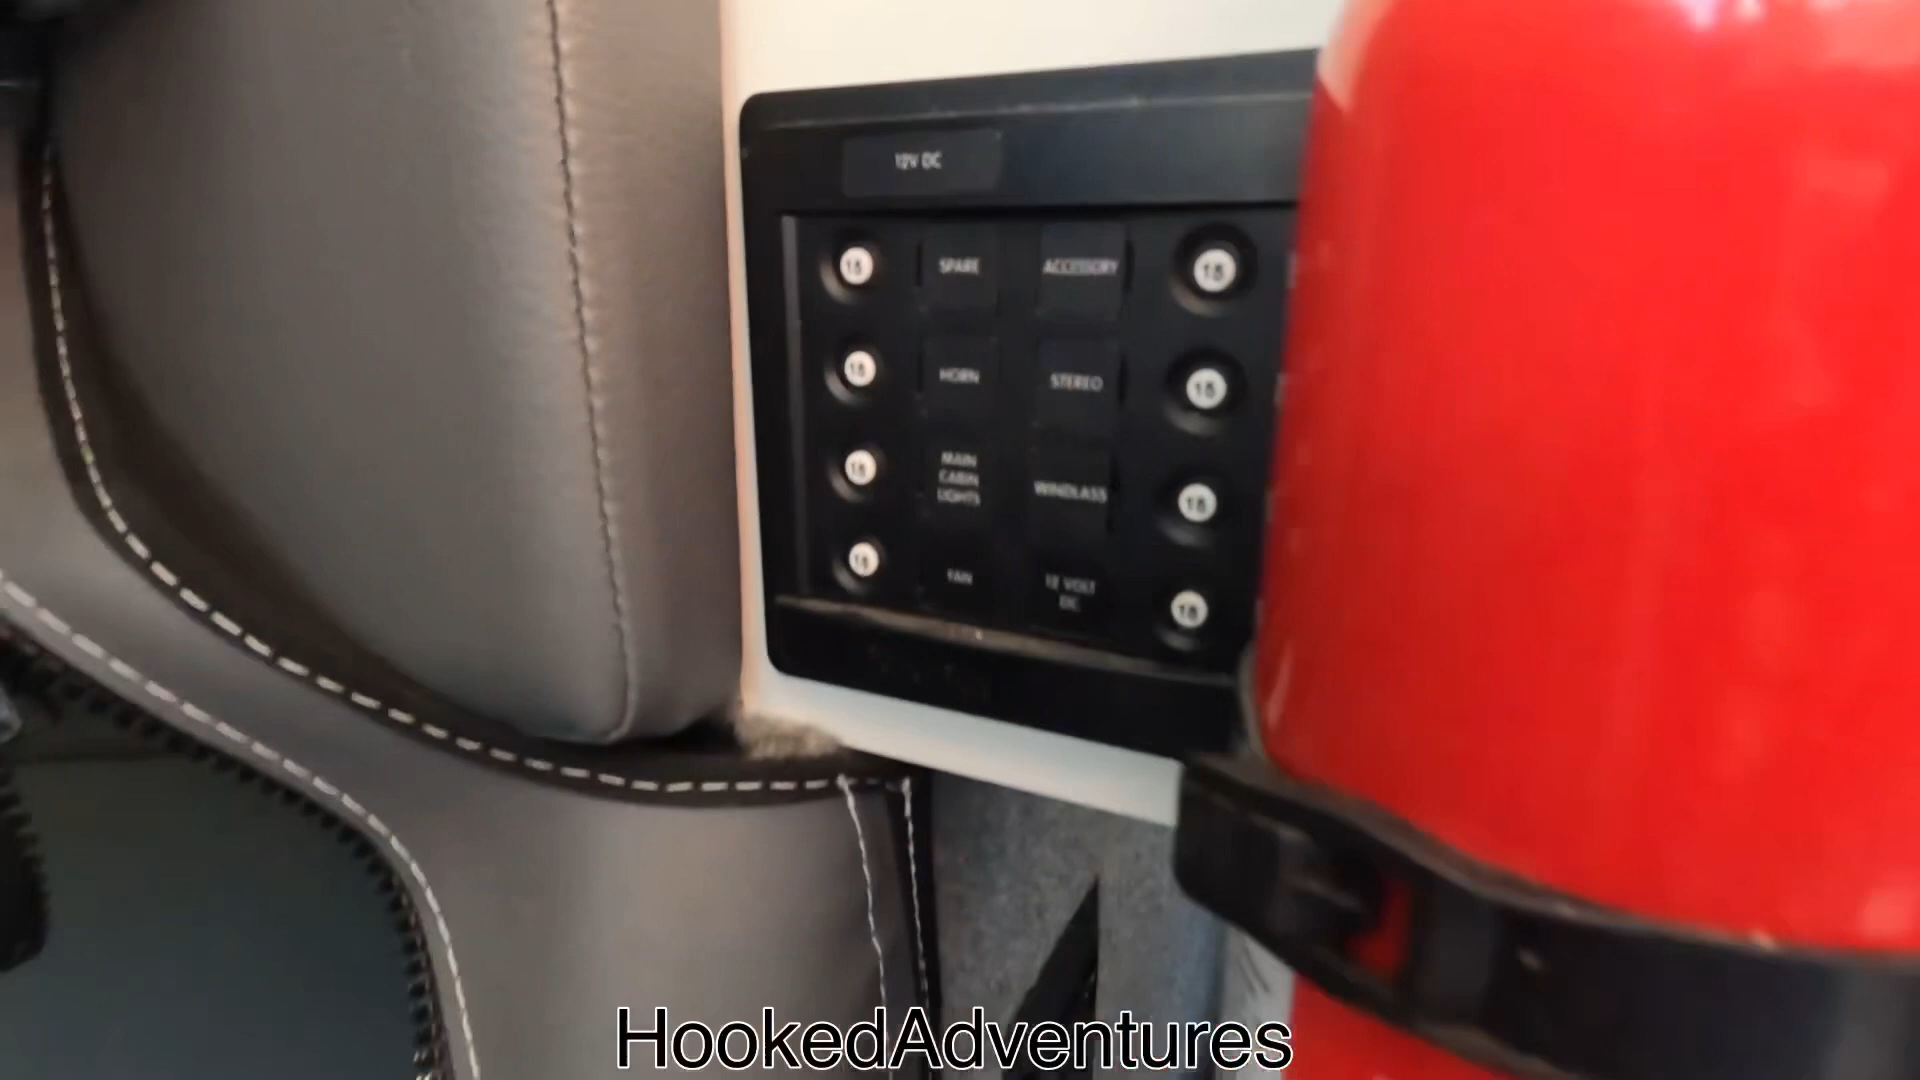 12V DC
15 SPARE ACCESSORY 15
15 HORN STEREO 15
15 MAIN CABIN LIGHTS WINDLASS 15
15 FAN 12 VOLT DC 15
HookedAdventures